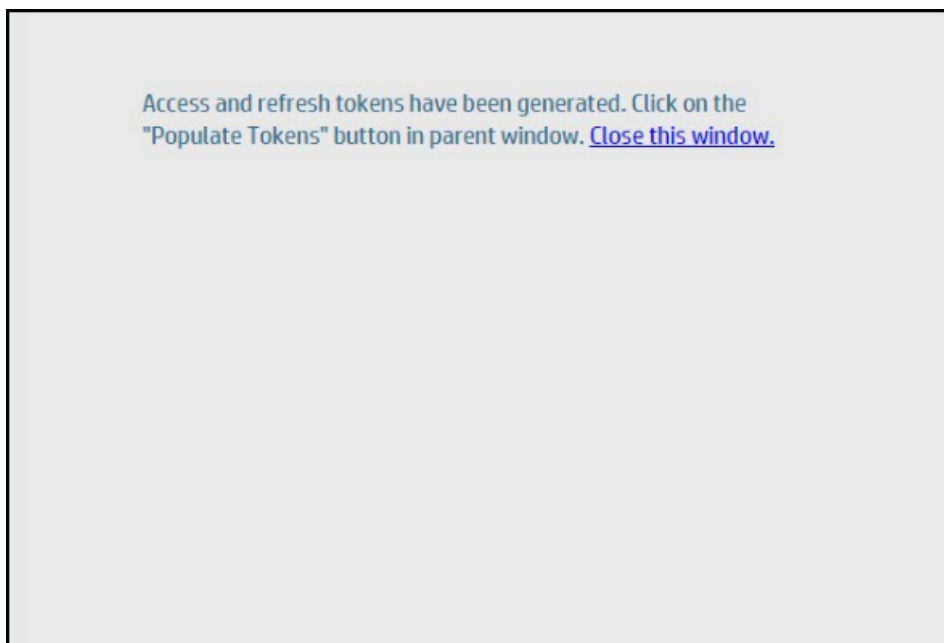 Access and refresh tokens have been generated. Click on the
"Populate Tokens" button in parent window. Close this window.